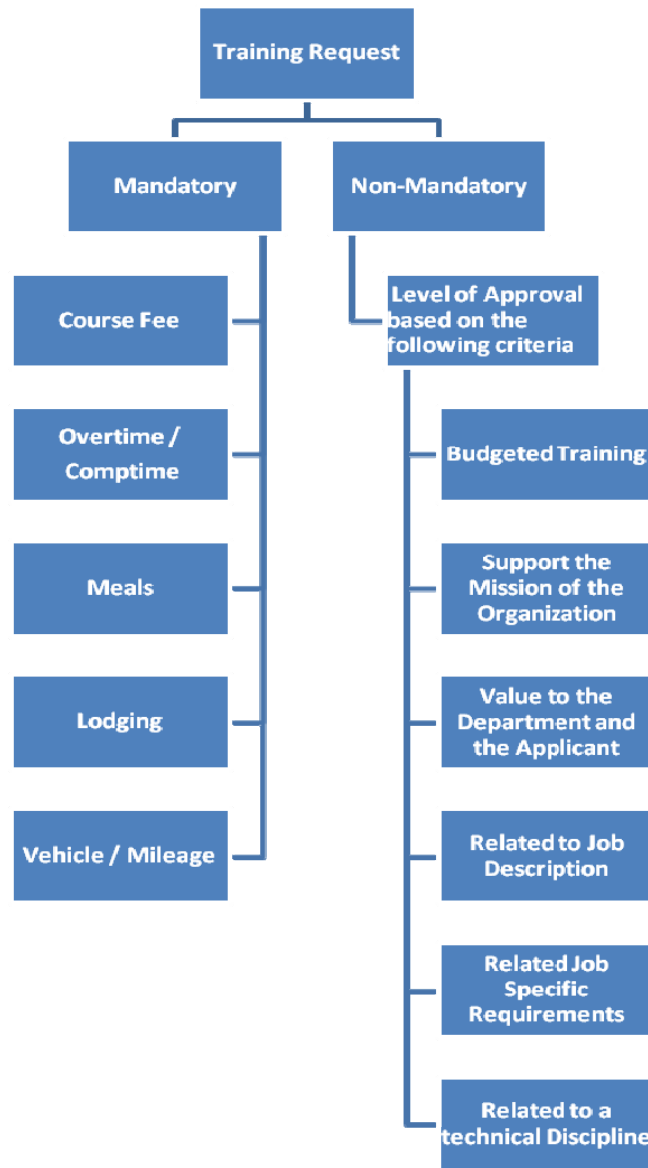 Training Request
Mandatory
Non-Mandatory
Course Fee
Overtime /
Comptime
Meals
Lodging
Vehicle / Mileage
Level of Approval
based on the
following criteria
Budgeted Training
Support the
Mission of the
Organization
Value to the
Department and
the Applicant
Related to Job
Description
Related Job
Specific
Requirements
Related to a
technical Discipline